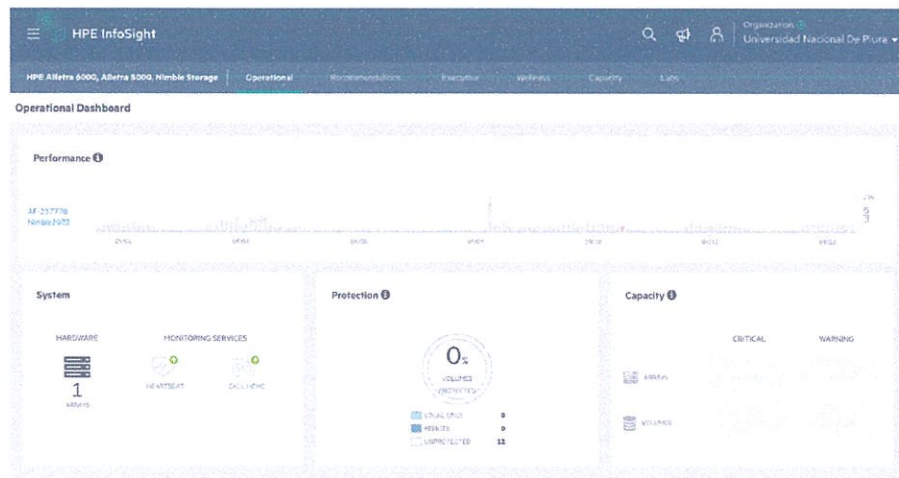 HPE InfoSight
Organization
Universidad Nacional De Piura
HPE Alletra 6000, Alletra 5000, Nimble Storage
Operational
Recommendations
Executive
Wellness
Capacity
Labs
Operational Dashboard
Performance
System
Protection
Capacity
HARDWARE
MONITORING SERVICES
CRITICAL
WARNING
1
ARRAYS
HEARTBEAT
CALL HOME
0%
VOLUMES
PROTECTED
LOCAL ONLY 0
REMOTE 0
UNPROTECTED 12
ARRAYS
VOLUMES